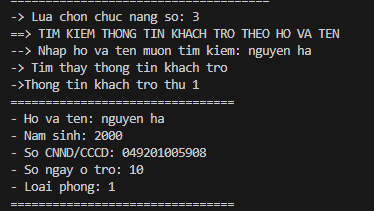 =====================================
-> Lua chon chuc nang so: 3
==> TIM KIEM THONG TIN KHACH TRO THEO HO VA TEN
--> Nhap ho va ten muon tim kiem: nguyen ha
-> Tim thay thong tin khach tro
->Thong tin khach tro thu 1
================================
- Ho va ten: nguyen ha
- Nam sinh: 2000
- So CNND/CCCD: 049201005908
- So ngay o tro: 10
- Loai phong: 1
================================